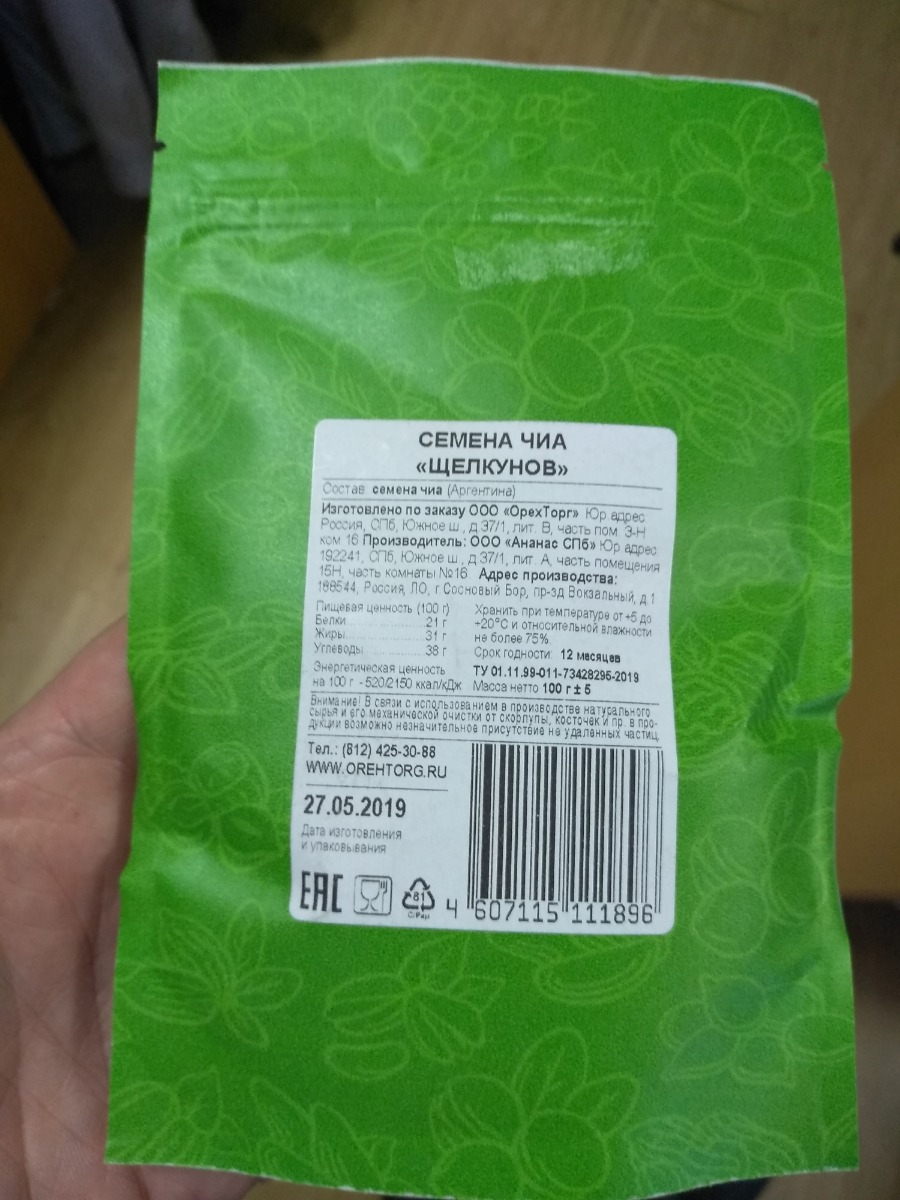 СЕМЕНА ЧИА
«ЩЕЛКУНОВ»
Состав семена чиа (Аргентина)
Изготовлено по заказу ООО «ОрехТорг» Юр адрес
Россия, СПб, Южное ш, д 37/1, лит. В, часть пом. 3-Н
ком 16 Производитель: ООО «Ананас СПб» Юр адрес
192241, СПб, Южное ш, д 37/1, лит. А, часть помещения
15Н, часть комнаты №16 Адрес производства:
188544, Россия, ЛО, г.Сосновый Бор, пр-зд Вокзальный, д.1
Пищевая ценность (100 г)
Белки 21 г
Жиры 31 г
Углеводы 38 г
Энергетическая ценность
на 100 г - 520/2150 ккал/кДж
Хранить при температуре от +5 до
+20°С и относительной влажности
не более 75%.
Срок годности: 12 месяцев
ТУ 01.11.99-011-73428295-2019
Масса нетто 100 г ± 5
Внимание! В связи с использованием в производстве натурального
сырья и его механической очистки от скорлупы, косточек и пр. в про-
дукции возможно незначительное присутствие не удаленных частиц.
Тел.: (812) 425-30-88
WWW.OREHTORG.RU
27.05.2019
Дата изготовления
и упаковывания
ЕАС
81
C/PAP
4 607115 111896